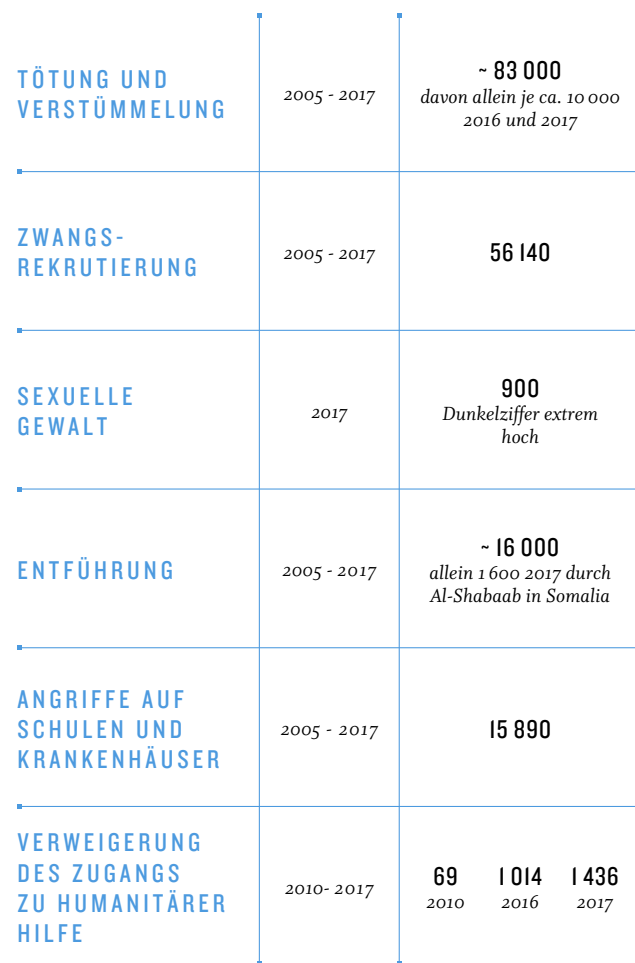 TÖTUNG UND
VERSTÜMMELUNG
2005 - 2017
~ 83 000
davon allein je ca. 10 000
2016 und 2017
ZWANGS-
REKRUTIERUNG
2005 - 2017
56 140
SEXUELLE
GEWALT
2017
900
Dunkelziffer extrem
hoch
ENTFÜHRUNG
2005 - 2017
~ 16 000
allein 1 600 2017 durch
Al-Shabaab in Somalia
ANGRIFFE AUF
SCHULEN UND
KRANKENHÄUSER
2005 - 2017
15 890
VERWEIGERUNG
DES ZUGANGS
ZU HUMANITÄRER
HILFE
2010- 2017
69 1 014 1 436
2010 2016 2017